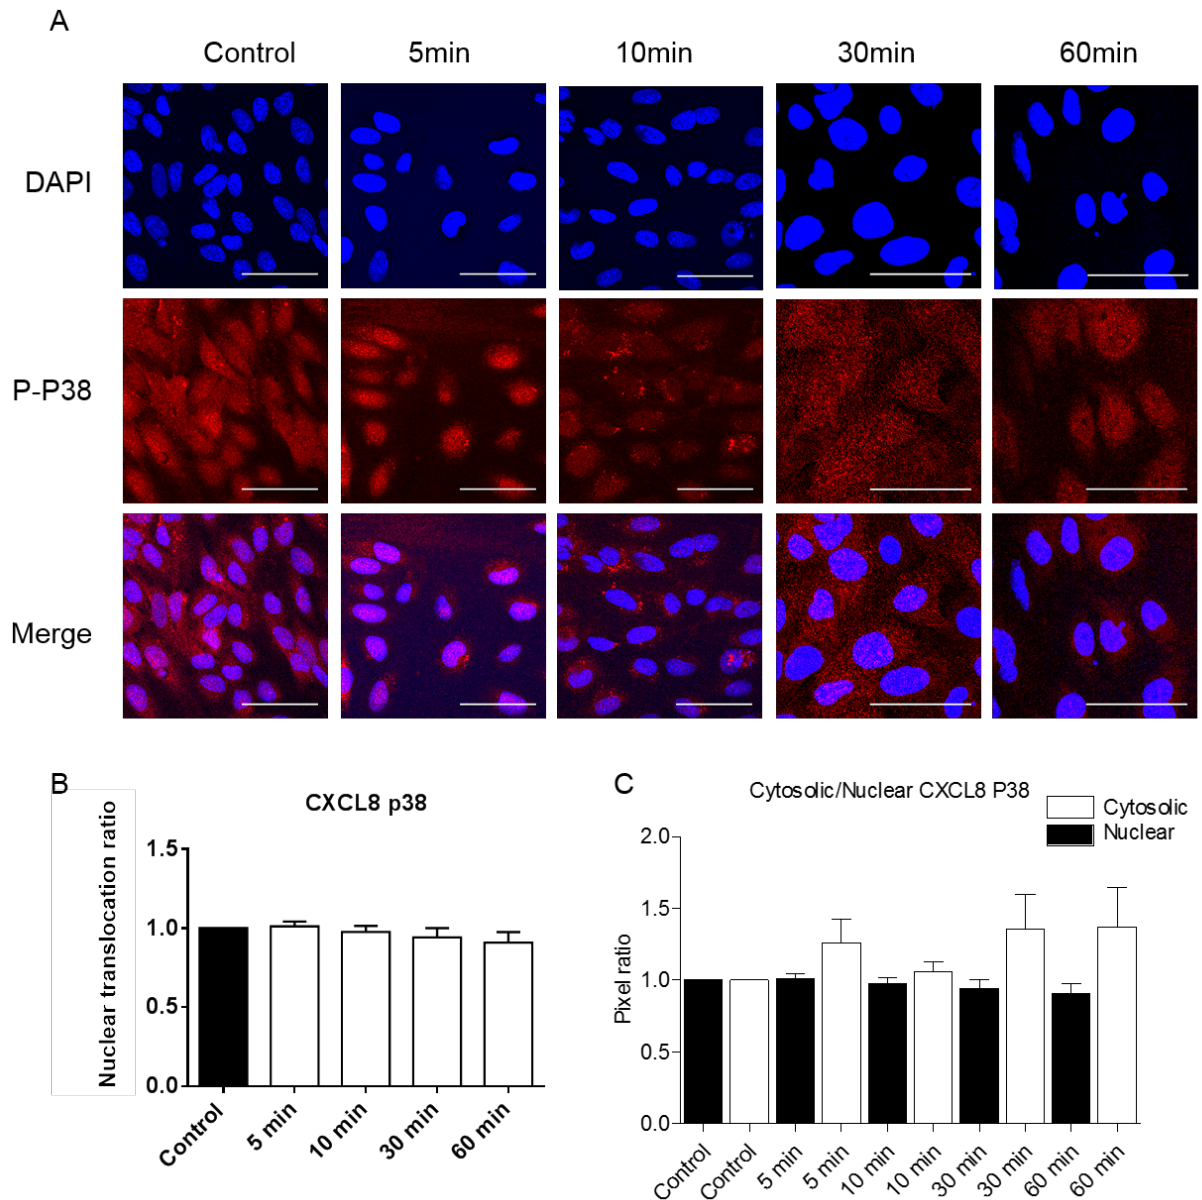 A
Control 5min 10min 30min 60min
DAPI
P-P38
Merge
B
CXCL8 p38
Nuclear translocation ratio
1.5
1.0
0.5
0.0
Control 5 min 10 min 30 min 60 min
C
Cytosolic/Nuclear CXCL8 P38
Cytosolic
Nuclear
Pixel ratio
2.0
1.5
1.0
0.5
0.0
Control Control 5 min 5 min 10 min 10 min 30 min 30 min 60 min 60 min